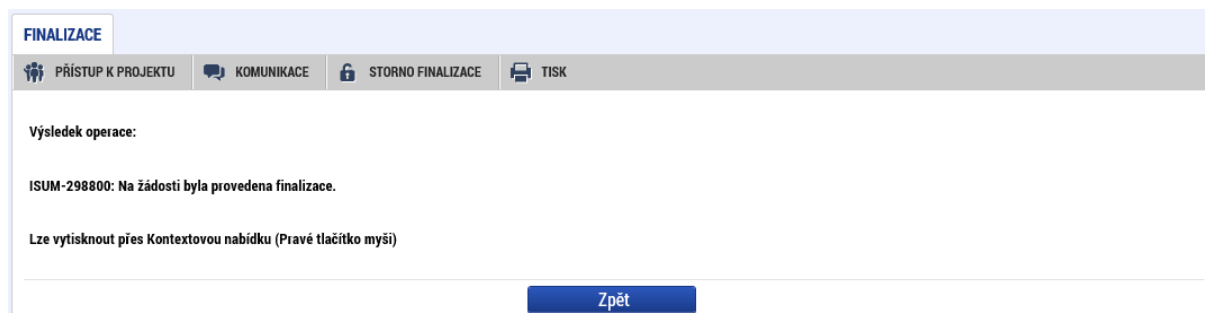 FINALIZACE
PŘÍSTUP K PROJEKTU KOMUNIKACE STORNO FINALIZACE TISK
Výsledek operace:
ISUM-298800: Na žádosti byla provedena finalizace.
Lze vytisknout přes Kontextovou nabídku (Pravé tlačítko myši)
Zpět